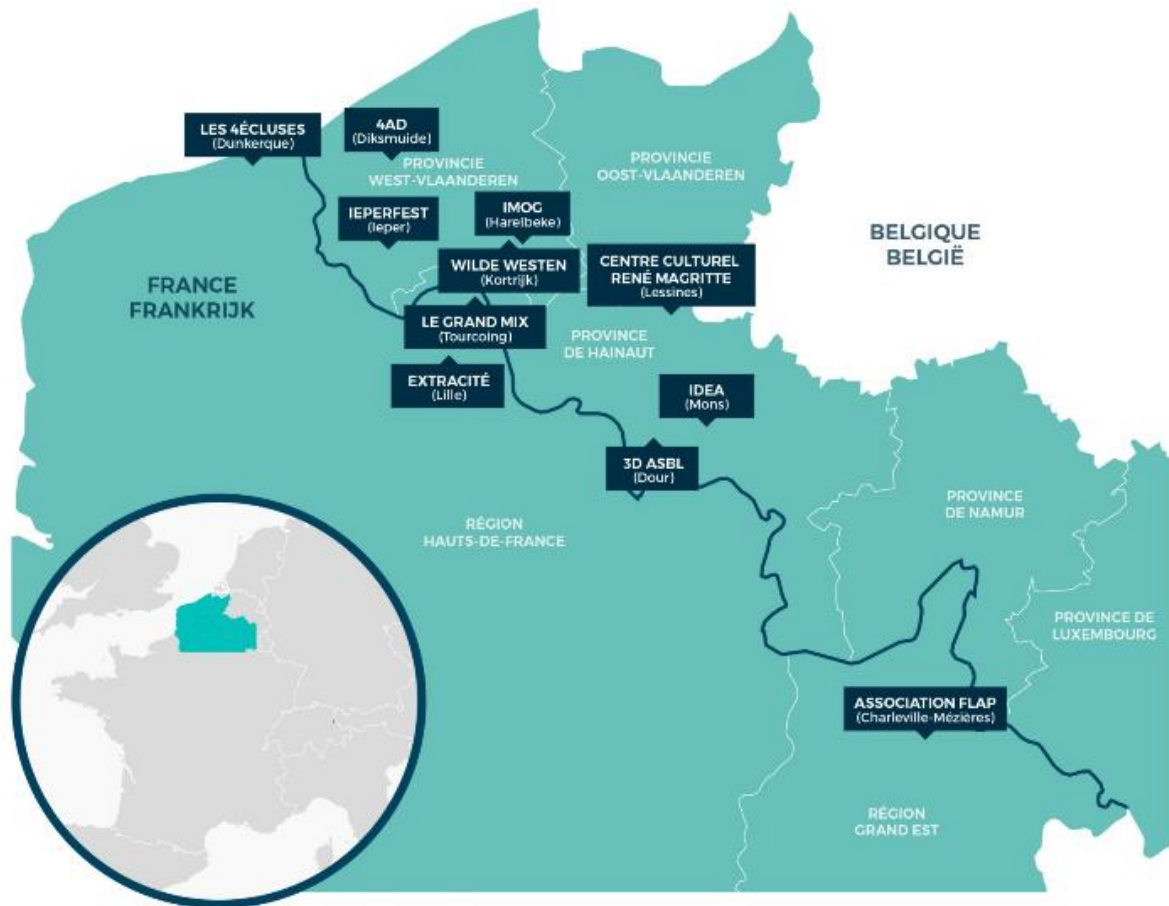 LES 4ÉCLUSES
(Dunkerque)
4AD
(Diksmuide)
PROVINCIE
WEST-VLAANDEREN
PROVINCIE
OOST-VLAANDEREN
IEPERFEST
(Ieper)
IMOG
(Harelbeke)
BELGIQUE
BELGIË
WILDE WESTEN
(Kortrijk)
CENTRE CULTUREL
RENÉ MAGRITTE
(Lessines)
FRANCE
FRANKRIJK
LE GRAND MIX
(Tourcoing)
PROVINCE
DE HAINAUT
EXTRACITÉ
(Lille)
IDEA
(Mons)
3D ASBL
(Dour)
PROVINCE
DE NAMUR
RÉGION
HAUTS-DE-FRANCE
PROVINCE DE
LUXEMBOURG
ASSOCIATION FLAP
(Charleville-Mézières)
RÉGION
GRAND EST